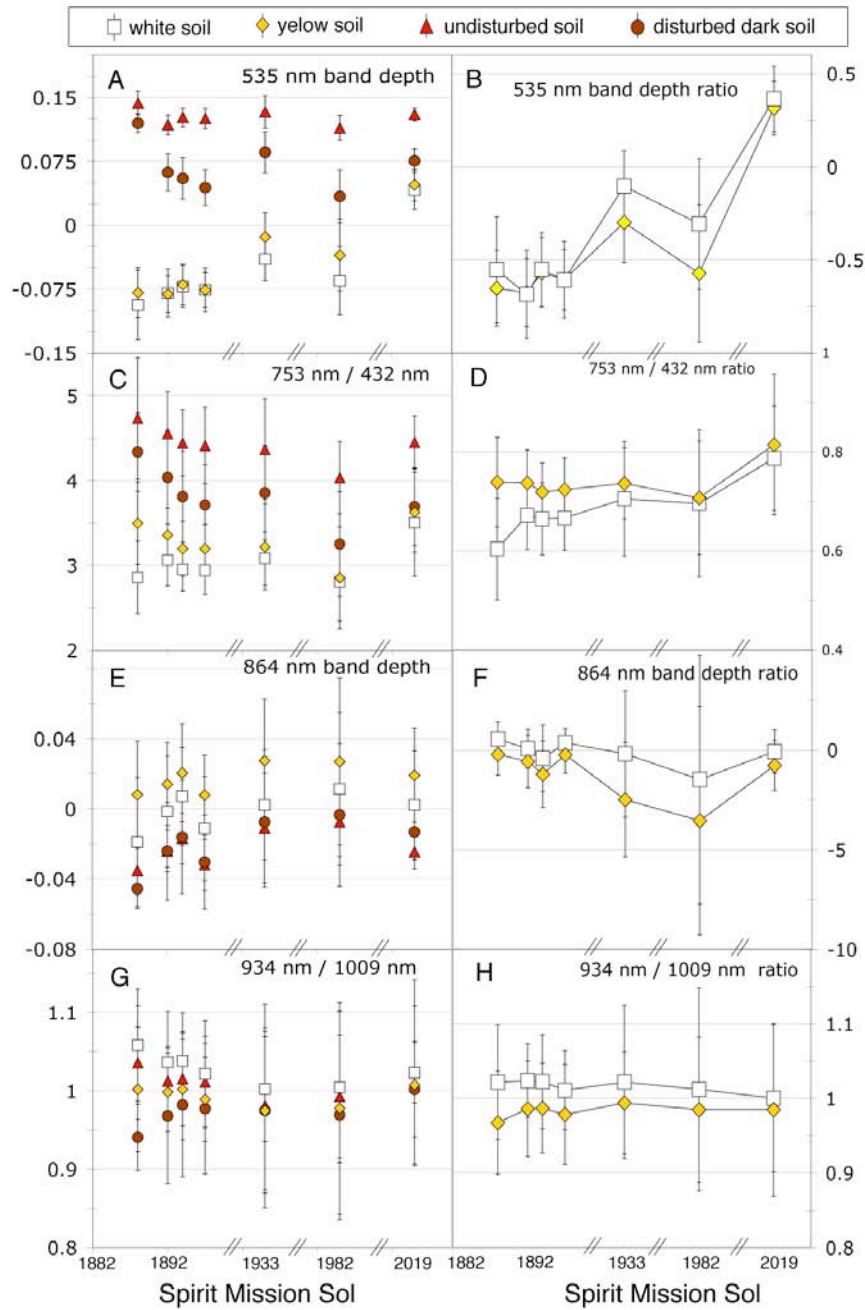 white soil yelow Soil undisturbed soil disturbed dark soil
A 535 nm band depth
0.15
0.075
0
-0.075
-0.15
B 535 nm band depth ratio
0.5
0
-0.5
1
C 753 nm / 432 nm
5
4
3
2
D 753 nm / 432 nm ratio
0.8
0.6
0.4
E 864 nm band depth
0.04
0
-0.04
-0.08
F 864 nm band depth ratio
0
-5
-10
G 934 nm / 1009 nm
1.1
1
0.9
0.8
H 934 nm / 1009 nm ratio
1.1
1
0.9
0.8
1882 1892 1933 1982 2019
1882 1892 1933 1982 2019
Spirit Mission Sol
Spirit Mission Sol